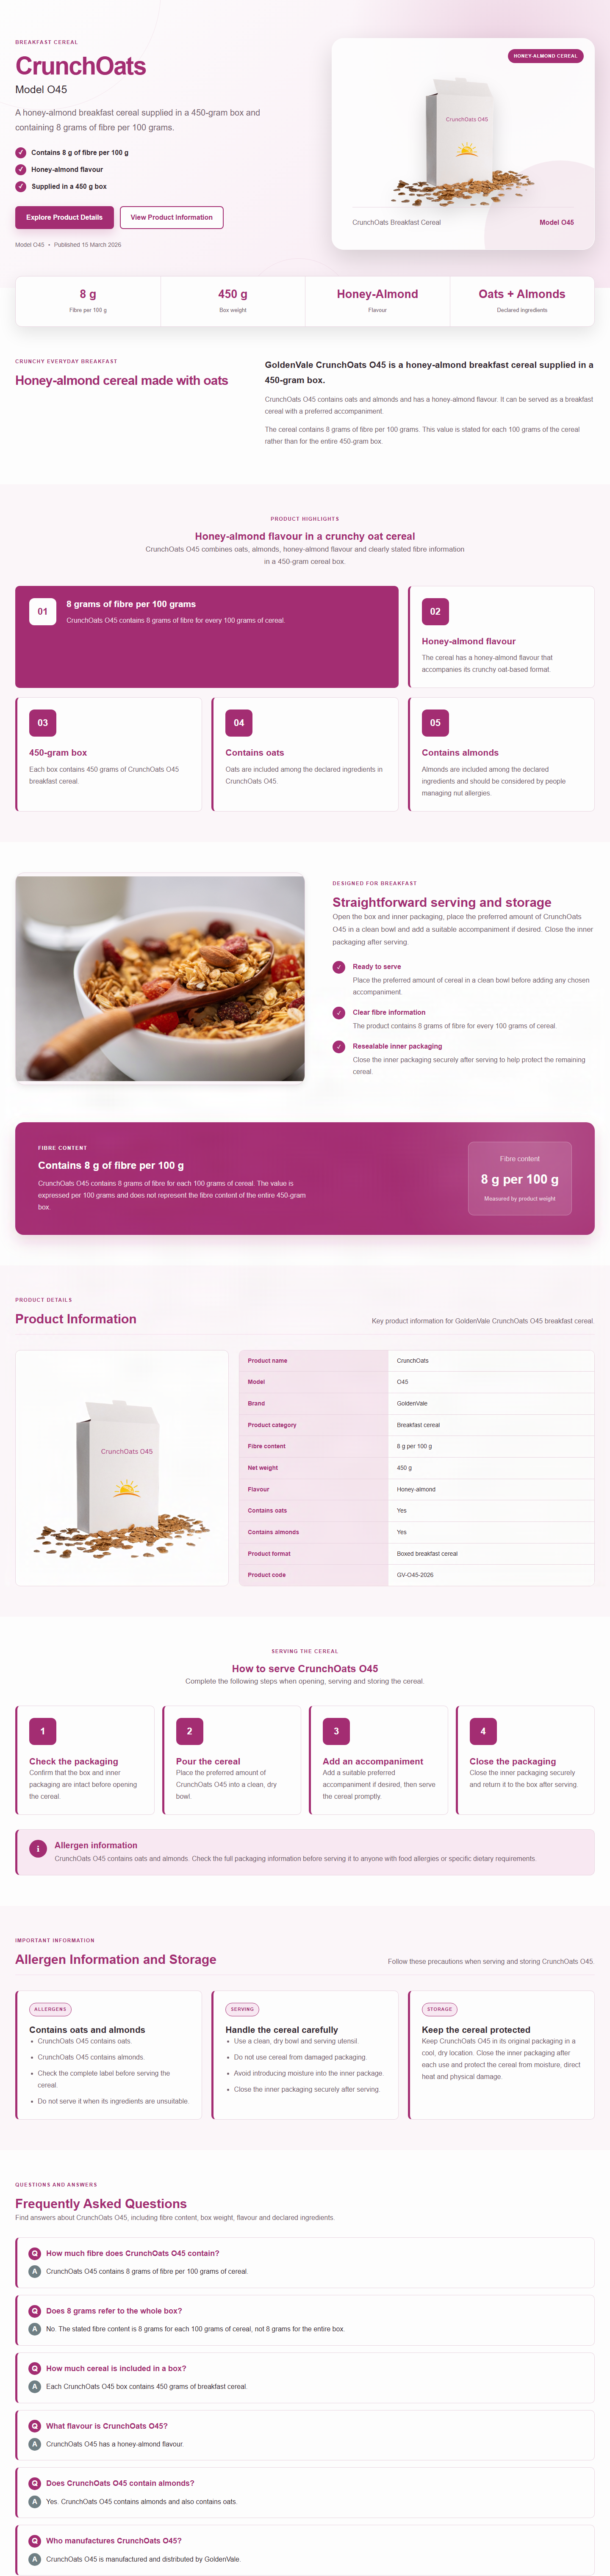 BREAKFAST CEREAL
CrunchOats
Model O45
A honey-almond breakfast cereal supplied in a 450-gram box and
containing 8 grams of fibre per 100 grams.
✓ Contains 8 g of fibre per 100 g
✓ Honey-almond flavour
✓ Supplied in a 450 g box
Explore Product Details
View Product Information
Model O45 • Published 15 March 2026
HONEY-ALMOND CEREAL
CrunchOats O45
CrunchOats Breakfast Cereal
Model O45
8 g
Fibre per 100 g
450 g
Box weight
Honey-Almond
Flavour
Oats + Almonds
Declared ingredients
CRUNCHY EVERYDAY BREAKFAST
Honey-almond cereal made with oats
GoldenVale CrunchOats O45 is a honey-almond breakfast cereal supplied in a
450-gram box.
CrunchOats O45 contains oats and almonds and has a honey-almond flavour. It can be served as a breakfast
cereal with a preferred accompaniment.
The cereal contains 8 grams of fibre per 100 grams. This value is stated for each 100 grams of the cereal
rather than for the entire 450-gram box.
PRODUCT HIGHLIGHTS
Honey-almond flavour in a crunchy oat cereal
CrunchOats O45 combines oats, almonds, honey-almond flavour and clearly stated fibre information
in a 450-gram cereal box.
01
8 grams of fibre per 100 grams
CrunchOats O45 contains 8 grams of fibre for every 100 grams of cereal.
02
Honey-almond flavour
The cereal has a honey-almond flavour that
accompanies its crunchy oat-based format.
03
450-gram box
Each box contains 450 grams of CrunchOats O45
breakfast cereal.
04
Contains oats
Oats are included among the declared ingredients in
CrunchOats O45.
05
Contains almonds
Almonds are included among the declared
ingredients and should be considered by people
managing nut allergies.
DESIGNED FOR BREAKFAST
Straightforward serving and storage
Open the box and inner packaging, place the preferred amount of CrunchOats
O45 in a clean bowl and add a suitable accompaniment if desired. Close the inner
packaging after serving.
✓ Ready to serve
Place the preferred amount of cereal in a clean bowl before adding any chosen
accompaniment.
✓ Clear fibre information
The product contains 8 grams of fibre for every 100 grams of cereal.
✓ Resealable inner packaging
Close the inner packaging securely after serving to help protect the remaining
cereal.
FIBRE CONTENT
Contains 8 g of fibre per 100 g
CrunchOats O45 contains 8 grams of fibre for each 100 grams of cereal. The value is
expressed per 100 grams and does not represent the fibre content of the entire 450-gram
box.
Fibre content
8 g per 100 g
Measured by product weight
PRODUCT DETAILS
Product Information
Key product information for GoldenVale CrunchOats O45 breakfast cereal.
CrunchOats O45
Product name CrunchOats
Model O45
Brand GoldenVale
Product category Breakfast cereal
Fibre content 8 g per 100 g
Net weight 450 g
Flavour Honey-almond
Contains oats Yes
Contains almonds Yes
Product format Boxed breakfast cereal
Product code GV-O45-2026
SERVING THE CEREAL
How to serve CrunchOats O45
Complete the following steps when opening, serving and storing the cereal.
1
Check the packaging
Confirm that the box and inner
packaging are intact before opening
the cereal.
2
Pour the cereal
Place the preferred amount of
CrunchOats O45 into a clean, dry
bowl.
3
Add an accompaniment
Add a suitable preferred
accompaniment if desired, then serve
the cereal promptly.
4
Close the packaging
Close the inner packaging securely
and return it to the box after serving.
i
Allergen information
CrunchOats O45 contains oats and almonds. Check the full packaging information before serving it to anyone with food allergies or specific dietary requirements.
IMPORTANT INFORMATION
Allergen Information and Storage
Follow these precautions when serving and storing CrunchOats O45.
ALLERGENS
Contains oats and almonds
• CrunchOats O45 contains oats.
• CrunchOats O45 contains almonds.
• Check the complete label before serving the
cereal.
• Do not serve it when its ingredients are unsuitable.
SERVING
Handle the cereal carefully
• Use a clean, dry bowl and serving utensil.
• Do not use cereal from damaged packaging.
• Avoid introducing moisture into the inner package.
• Close the inner packaging securely after serving.
STORAGE
Keep the cereal protected
Keep CrunchOats O45 in its original packaging in a
cool, dry location. Close the inner packaging after
each use and protect the cereal from moisture, direct
heat and physical damage.
QUESTIONS AND ANSWERS
Frequently Asked Questions
Find answers about CrunchOats O45, including fibre content, box weight, flavour and declared ingredients.
Q How much fibre does CrunchOats O45 contain?
A CrunchOats O45 contains 8 grams of fibre per 100 grams of cereal.
Q Does 8 grams refer to the whole box?
A No. The stated fibre content is 8 grams for each 100 grams of cereal, not 8 grams for the entire box.
Q How much cereal is included in a box?
A Each CrunchOats O45 box contains 450 grams of breakfast cereal.
Q What flavour is CrunchOats O45?
A CrunchOats O45 has a honey-almond flavour.
Q Does CrunchOats O45 contain almonds?
A Yes. CrunchOats O45 contains almonds and also contains oats.
Q Who manufactures CrunchOats O45?
A CrunchOats O45 is manufactured and distributed by GoldenVale.